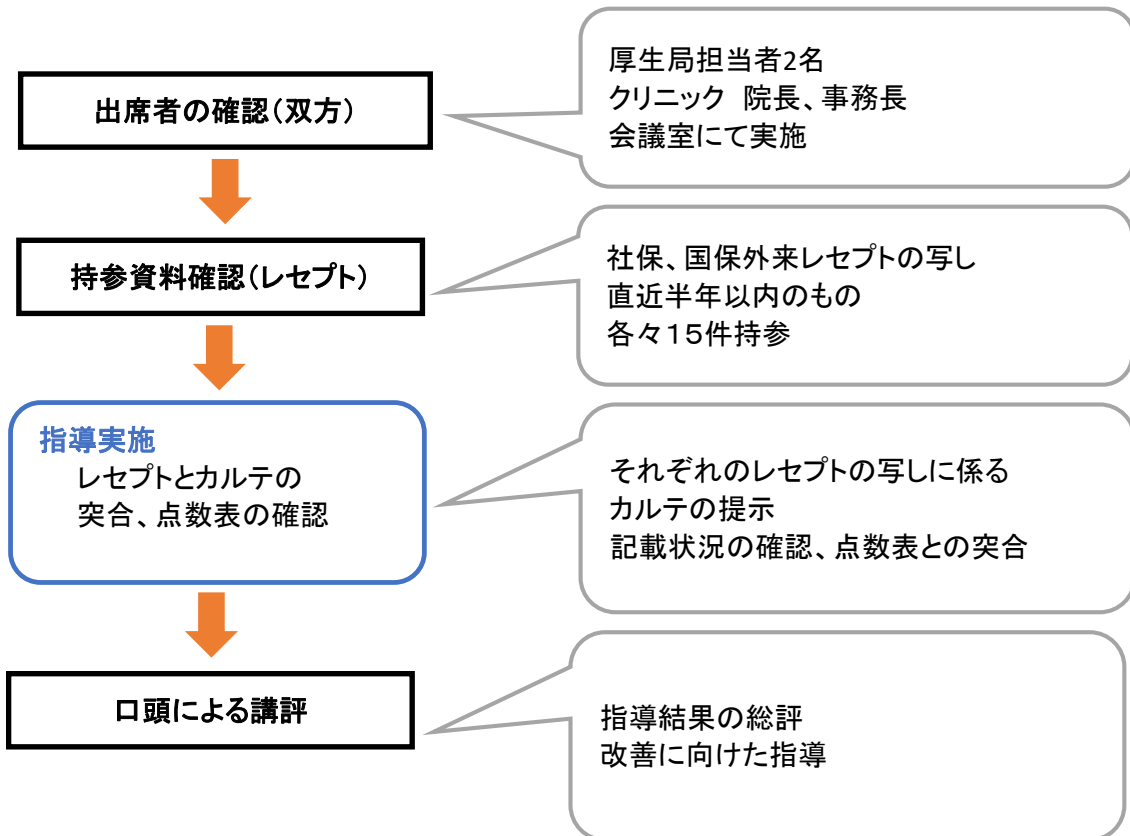 出席者の確認（双方）
厚生局担当者2名
クリニック　院長、事務長
会議室にて実施
持参資料確認（レセプト）
社保、国保外来レセプトの写し
直近半年以内のもの
各々１５件持参
指導実施
レセプトとカルテの
突合、点数表の確認
それぞれのレセプトの写しに係る
カルテの提示
記載状況の確認、点数表との突合
口頭による講評
指導結果の総評
改善に向けた指導